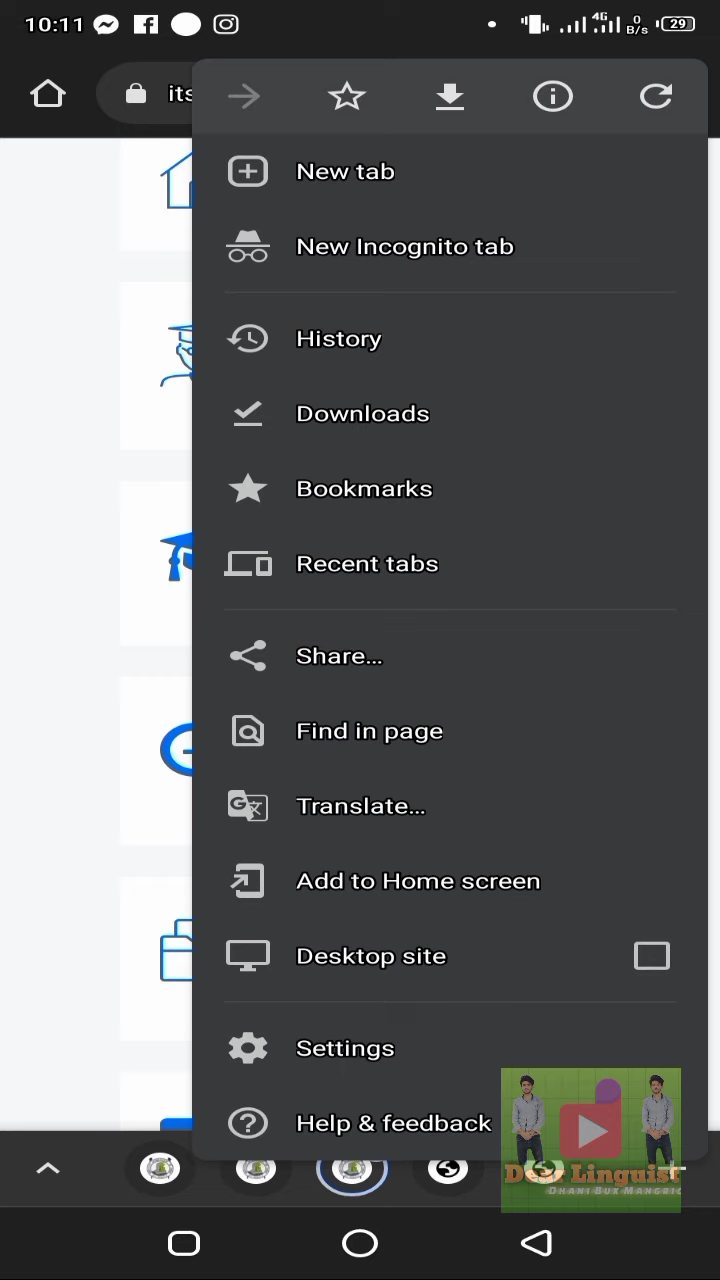 10:11
4G
0
B/s
29
its
New tab
New Incognito tab
History
Downloads
Bookmarks
Recent tabs
Share...
Find in page
Translate...
Add to Home screen
Desktop site
Settings
Help & feedback
Dear Linguist